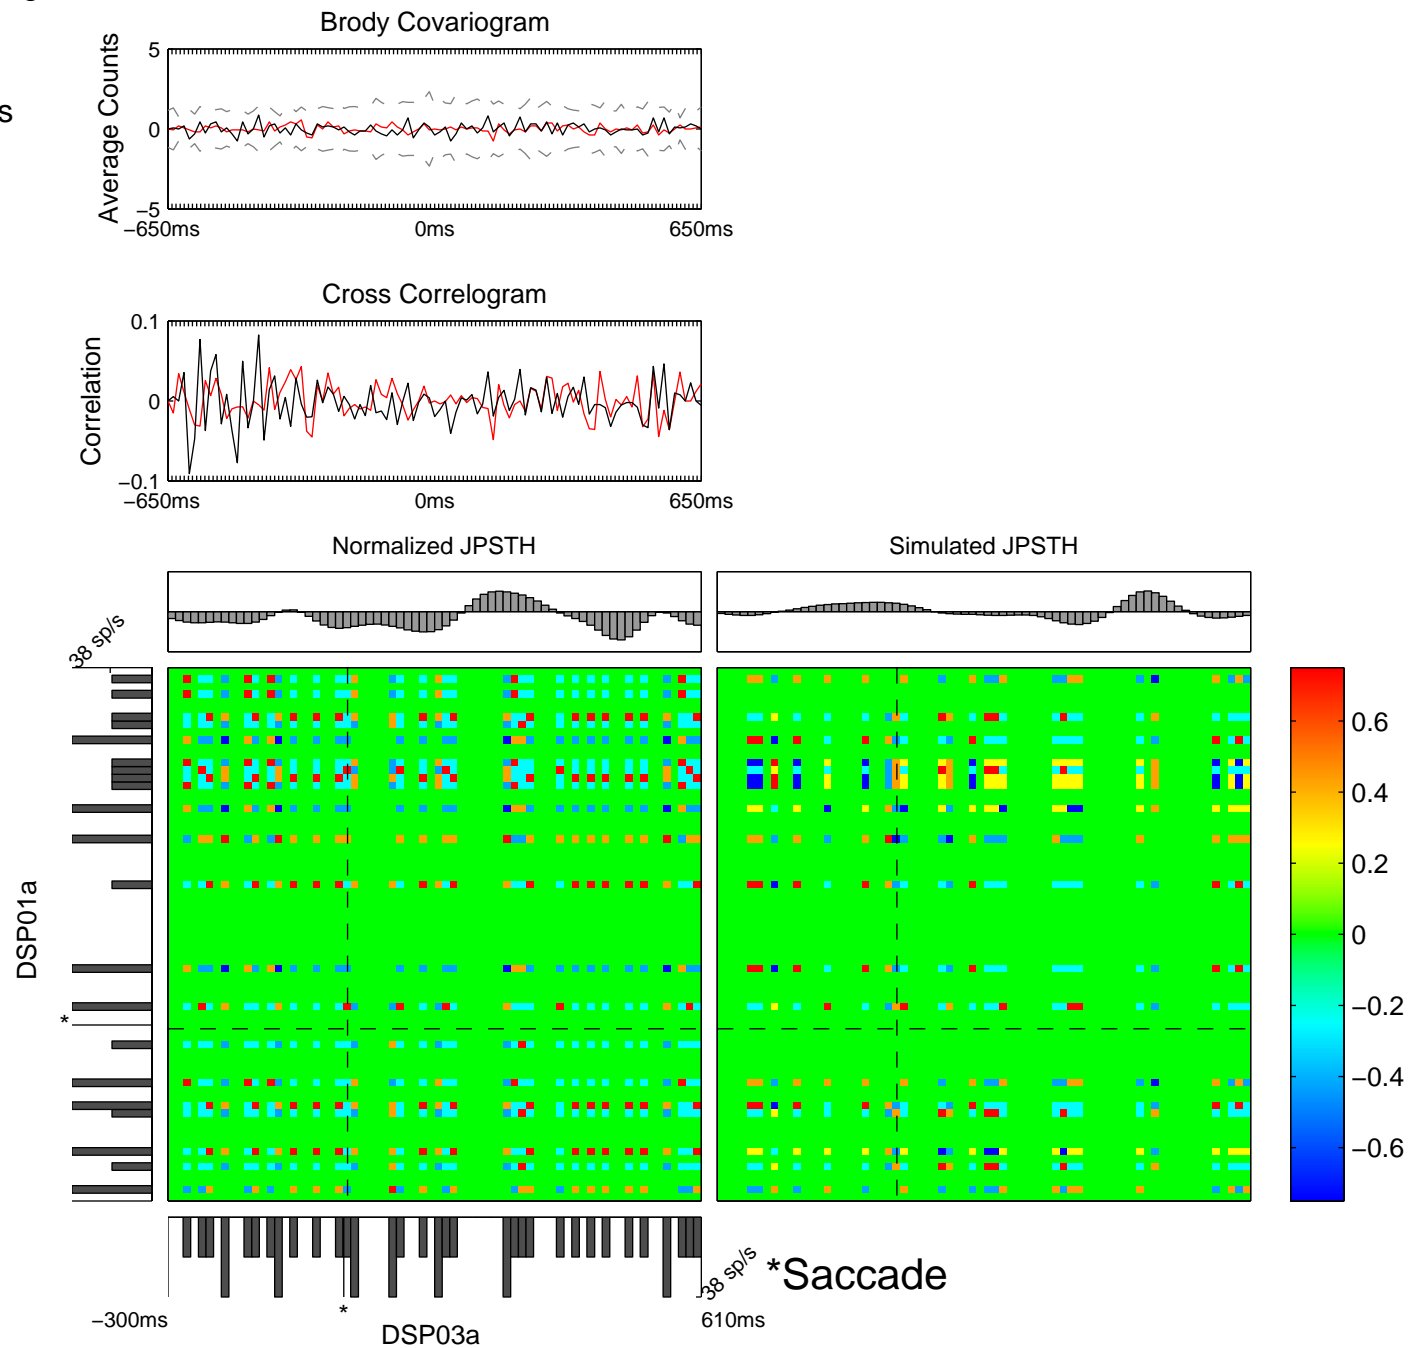 Brody Covariogram
Average Counts
5
0
−5
−650ms
0ms
650ms
s
Cross Correlogram
Correlation
0.1
0
−0.1
−650ms
0ms
650ms
Normalized JPSTH
Simulated JPSTH
38 sp/s
DSP01a
*
0.6
0.4
0.2
0
−0.2
−0.4
−0.6
38 sp/s
*Saccade
*
−300ms
610ms
DSP03a